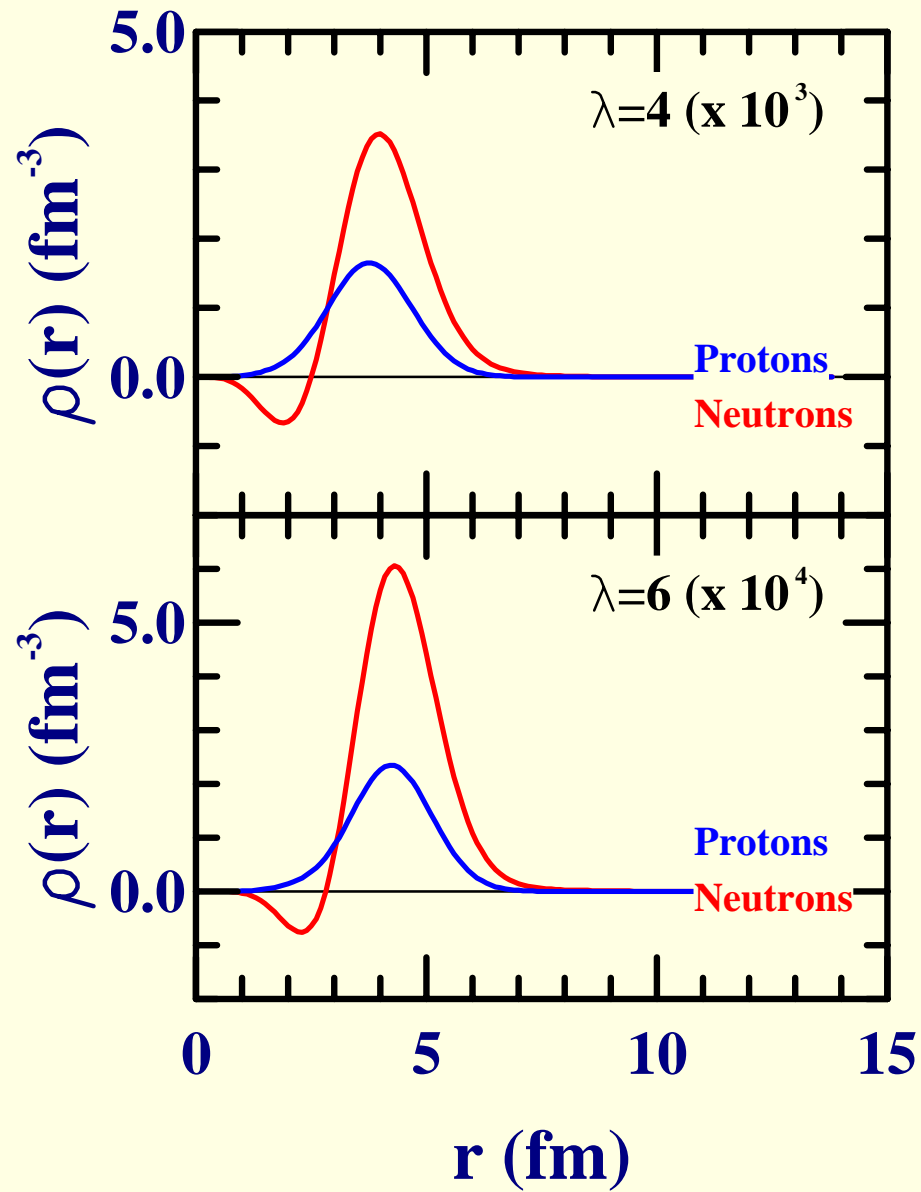 5.0
λ=4 (x 10³)
ρ(r) (fm⁻³)
Protons
0.0
Neutrons
λ=6 (x 10⁴)
5.0
ρ(r) (fm⁻³)
Protons
0.0
Neutrons
0 5 10 15
r (fm)